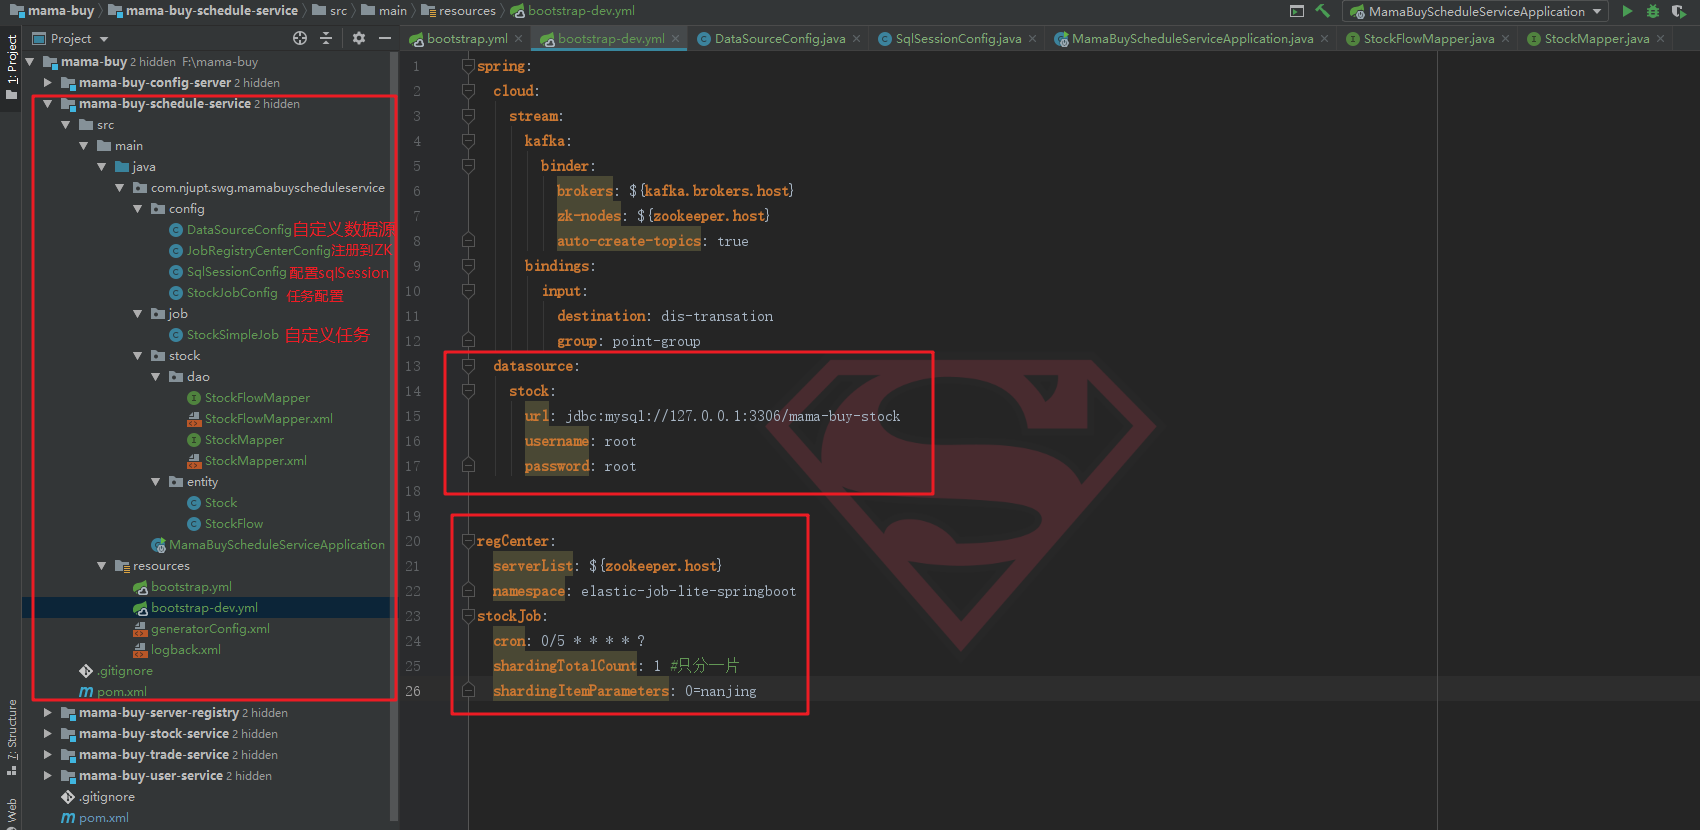 mama-buy mama-buy-schedule-service src main resources bootstrap-dev.yml MamaBuyScheduleServiceApplication
Project bootstrap.yml bootstrap-dev.yml DataSourceConfig.java SqlSessionConfig.java MamaBuyScheduleServiceApplication.java StockFlowMapper.java StockMapper.java
1: Project
7: Structure
Web
mama-buy 2 hidden F:\mama-buy
mama-buy-config-server 2 hidden
mama-buy-schedule-service 2 hidden
src
main
java
com.njupt.swg.mamabuyscheduleservice
config
DataSourceConfig 自定义数据源
JobRegistryCenterConfig 注册到ZK
SqlSessionConfig 配置sqlSession
StockJobConfig 任务配置
job
StockSimpleJob 自定义任务
stock
dao
StockFlowMapper
StockFlowMapper.xml
StockMapper
StockMapper.xml
entity
Stock
StockFlow
MamaBuyScheduleServiceApplication
resources
bootstrap.yml
bootstrap-dev.yml
generatorConfig.xml
logback.xml
.gitignore
pom.xml
mama-buy-server-registry 2 hidden
mama-buy-stock-service 2 hidden
mama-buy-trade-service 2 hidden
mama-buy-user-service 2 hidden
.gitignore
pom.xml
1 spring:
2 cloud:
3 stream:
4 kafka:
5 binder:
6 brokers: ${kafka.brokers.host}
7 zk-nodes: ${zookeeper.host}
8 auto-create-topics: true
9 bindings:
10 input:
11 destination: dis-transation
12 group: point-group
13 datasource:
14 stock:
15 url: jdbc:mysql://127.0.0.1:3306/mama-buy-stock
16 username: root
17 password: root
18
19
20 regCenter:
21 serverList: ${zookeeper.host}
22 namespace: elastic-job-lite-springboot
23 stockJob:
24 cron: 0/5 * * * * ?
25 shardingTotalCount: 1 #只分一片
26 shardingItemParameters: 0=nanjing